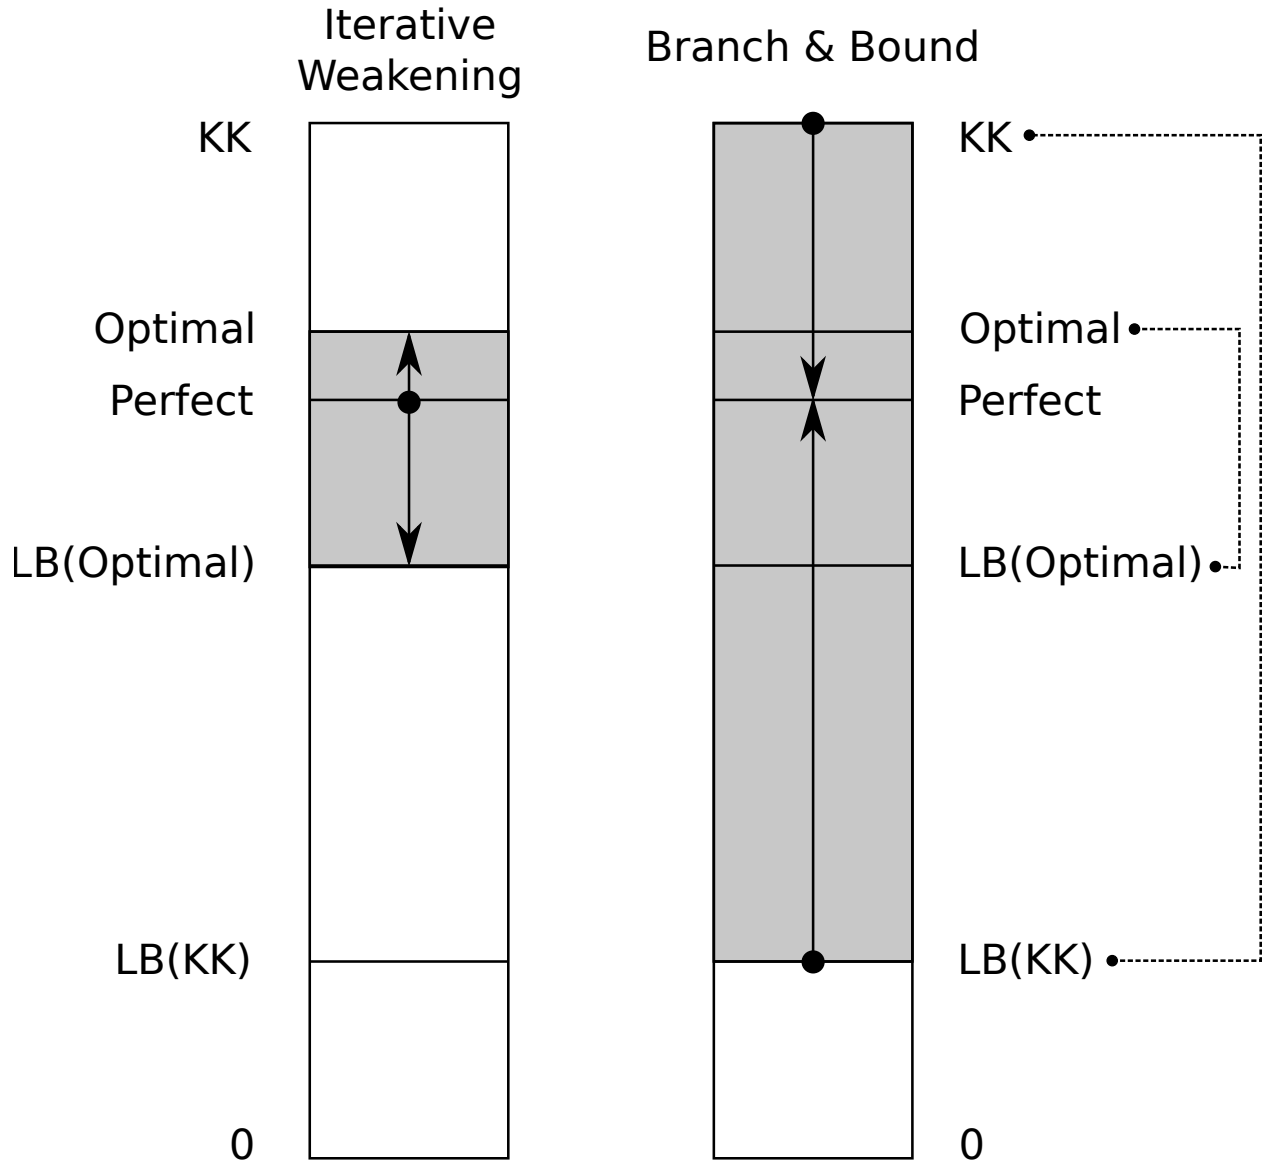 Iterative
Weakening
Branch & Bound
KK
KK
Optimal
Optimal
Perfect
Perfect
LB(Optimal)
LB(Optimal)
LB(KK)
LB(KK)
0
0